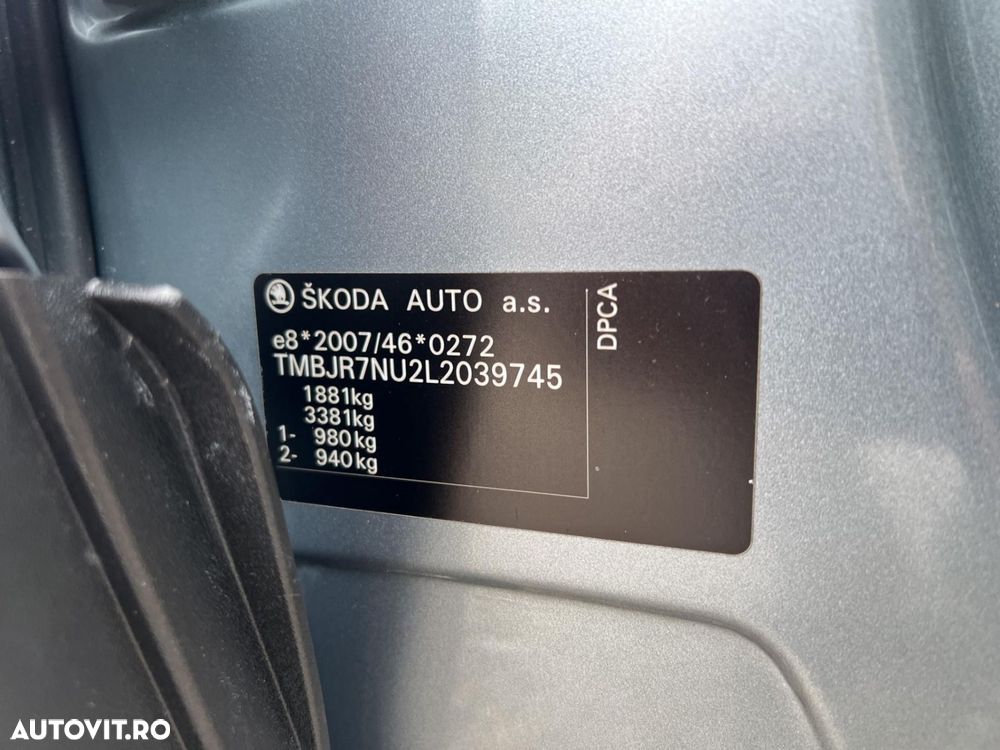 ŠKODA AUTO a.s.
e8*2007/46*0272
TMBJR7NU2L2039745
1881kg
3381kg
1- 980kg
2- 940kg
DPCA
AUTOVIT.RO